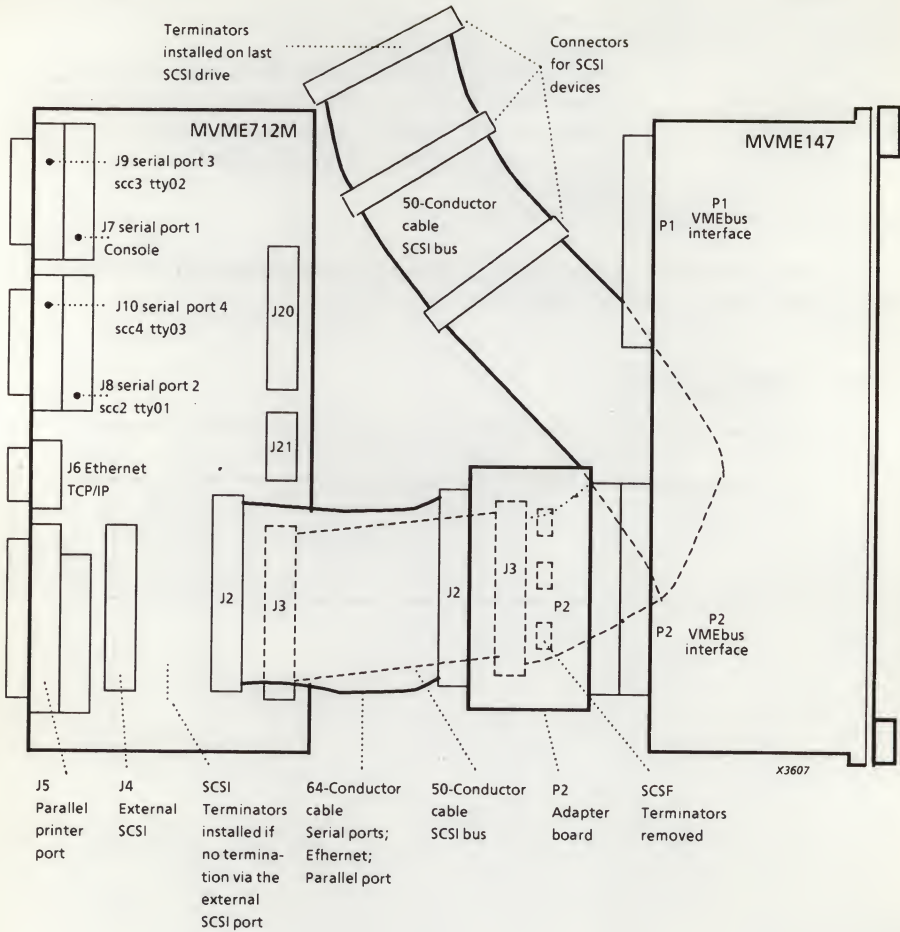 Terminators
installed on last
SCSI drive
Connectors
for SCSI
devices
MVME712M
MVME147
J9 serial port 3
scc3 tty02
J7 serial port 1
Console
50-Conductor
cable
SCSI bus
P1
P1
VMEbus
interface
J10 serial port 4
scc4 tty03
J20
J8 serial port 2
scc2 tty01
J21
J6 Ethernet
TCP/IP
J2
J3
J2
J3
P2
P2
P2
VMEbus
interface
X3607
J5
Parallel
printer
port
J4
External
SCSI
SCSI
Terminators
installed if
no termina-
tion via the
external
SCSI port
64-Conductor
cable
Serial ports;
Efhernet;
Parallel port
50-Conductor
cable
SCSI bus
P2
Adapter
board
SCSF
Terminators
removed